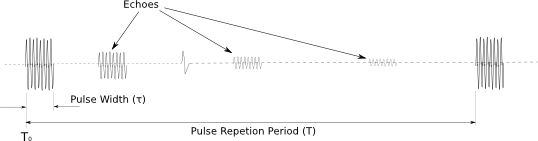 Echoes
Pulse Width (τ)
Pulse Repetion Period (T)
T₀